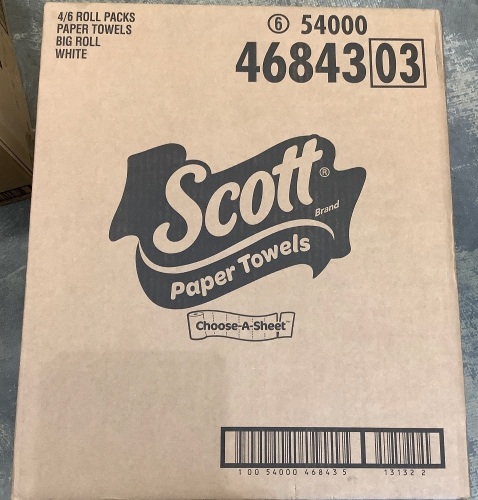 4/6 ROLL PACKS
PAPER TOWELS
BIG ROLL
WHITE
⑥ 54000
46843 03
Scott®
Brand
Paper Towels
Choose-A-Sheet™
1 00 54000 46843 5 13132 2